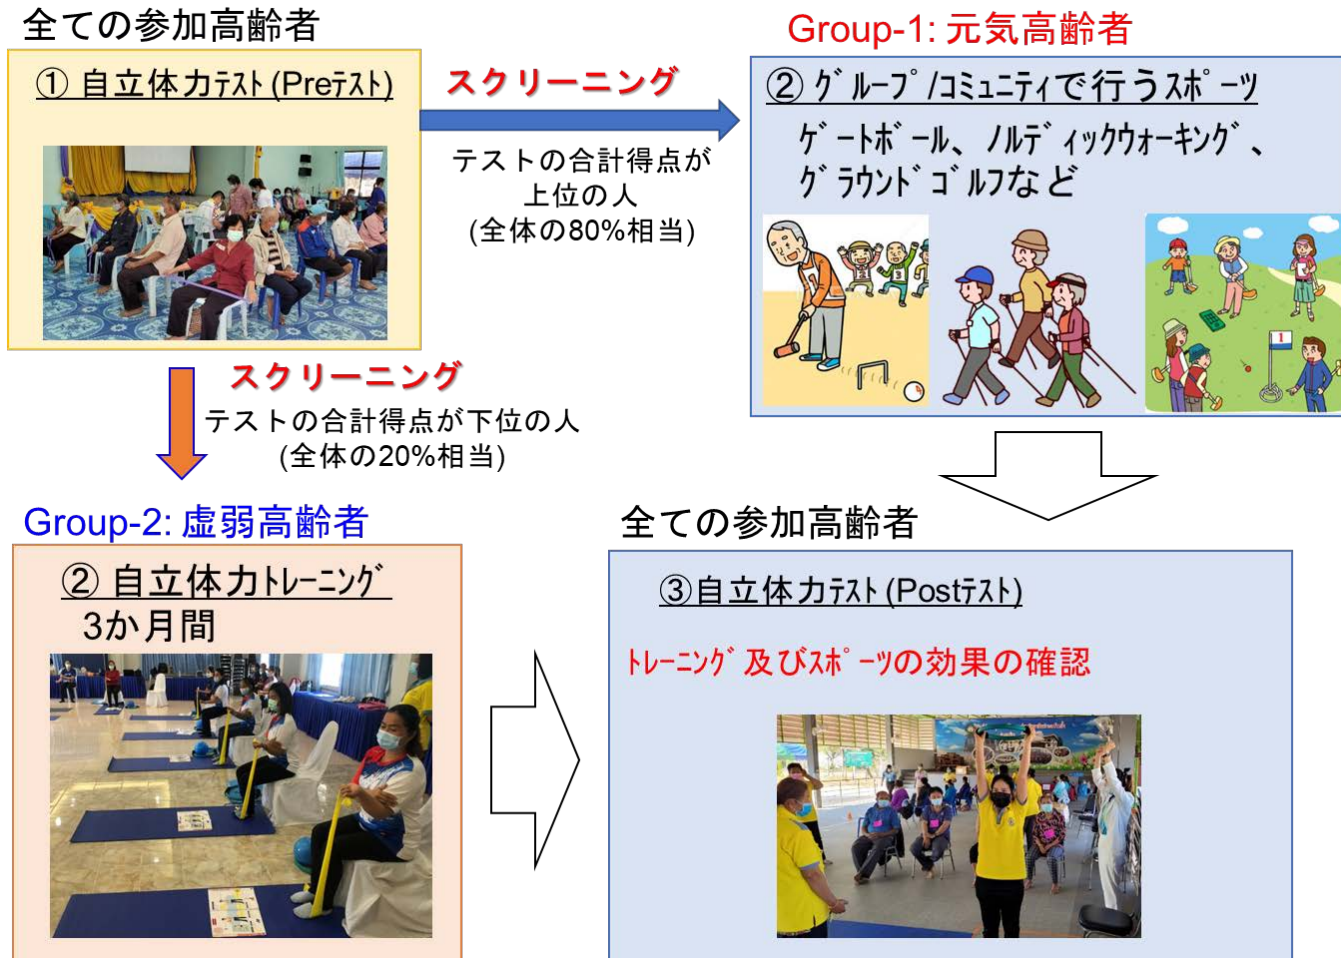 全ての参加高齢者
① 自立体力ﾃｽﾄ (Preﾃｽﾄ)
スクリーニング
テストの合計得点が
上位の人
(全体の80%相当)
Group-1: 元気高齢者
② ｸﾞﾙｰﾌﾟ/ｺﾐｭﾆﾃｨで行うｽﾎﾟｰﾂ
ｹﾞｰﾄﾎﾞｰﾙ、ﾉﾙﾃﾞｨｯｸｳｫｰｷﾝｸﾞ、
ｸﾞﾗｳﾝﾄﾞｺﾞﾙﾌなど
1
スクリーニング
テストの合計得点が下位の人
(全体の20%相当)
Group-2: 虚弱高齢者
② 自立体力ﾄﾚｰﾆﾝｸﾞ
3か月間
全ての参加高齢者
③自立体力ﾃｽﾄ (Postﾃｽﾄ)
ﾄﾚｰﾆﾝｸﾞ及びｽﾎﾟｰﾂの効果の確認